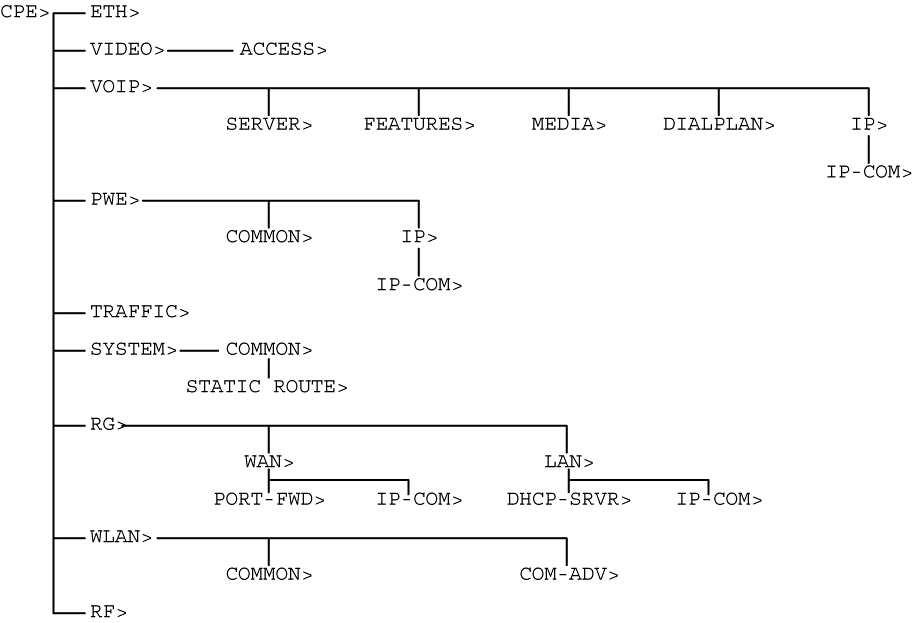 CPE> ETH>
VIDEO> ACCESS>
VOIP>
SERVER> FEATURES> MEDIA> DIALPLAN> IP>
IP-COM>
PWE>
COMMON> IP>
IP-COM>
TRAFFIC>
SYSTEM> COMMON>
STATIC ROUTE>
RG>
WAN> LAN>
PORT-FWD> IP-COM> DHCP-SRVR> IP-COM>
WLAN>
COMMON> COM-ADV>
RF>